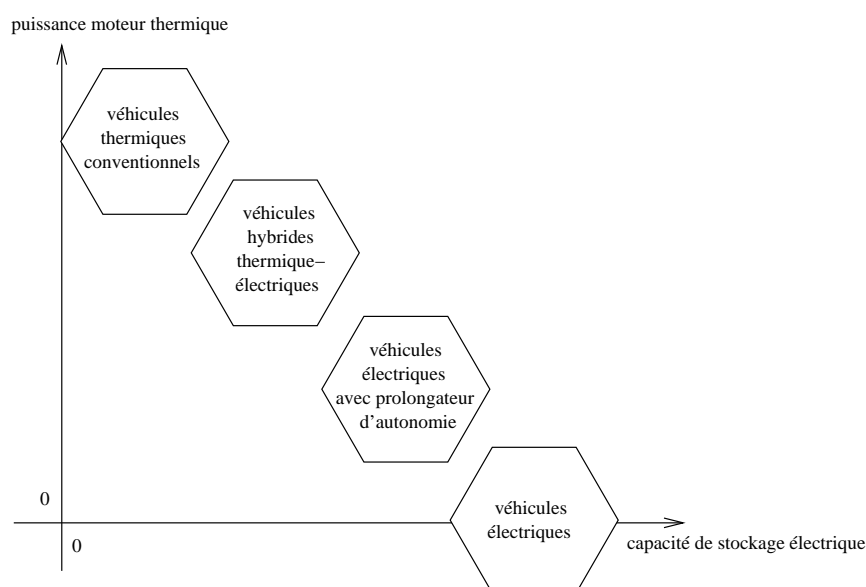 puissance moteur thermique
véhicules
thermiques
conventionnels
véhicules
hybrides
thermique−
électriques
véhicules
électriques
avec prolongateur
d’autonomie
0
véhicules
électriques
0
capacité de stockage électrique